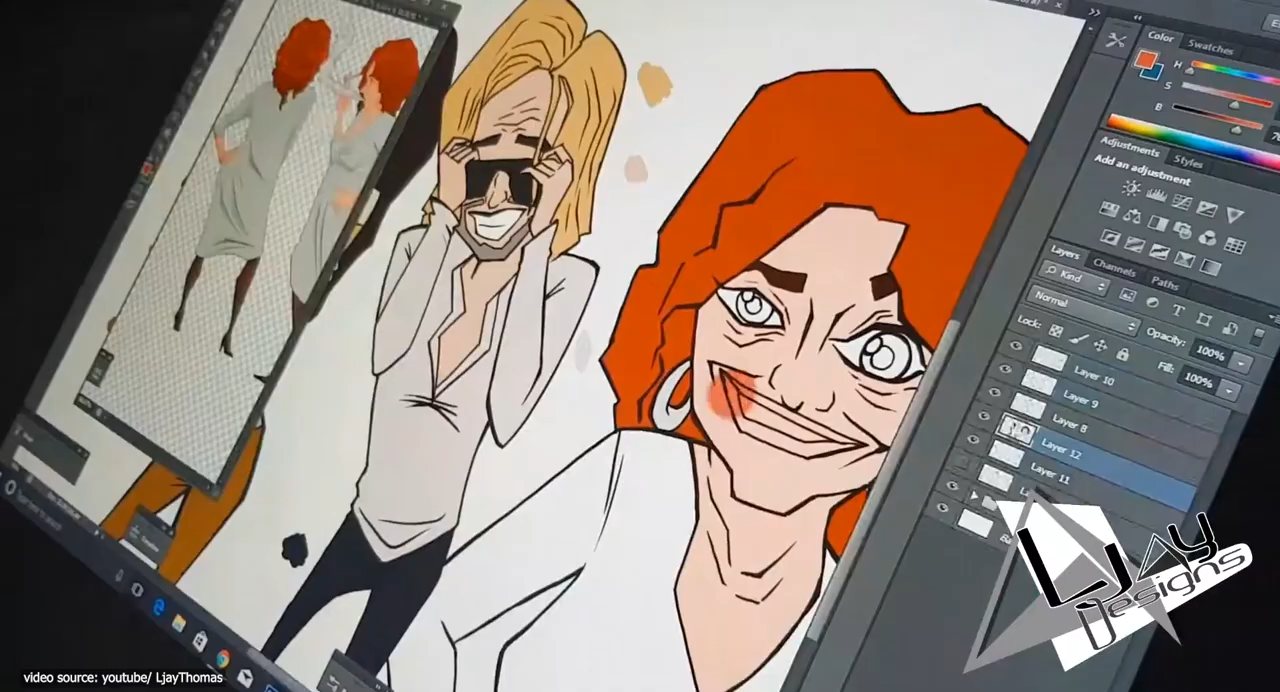 Color
Swatches
H
S
B
Adjustments
Styles
Add an adjustment
Layers
Channels
Paths
Kind
Normal
Opacity: 100%
Lock:
Fill: 100%
Layer 10
Layer 9
Layer 8
Layer 12
Layer 11
LJay
Designs
video source: youtube/ LjayThomas